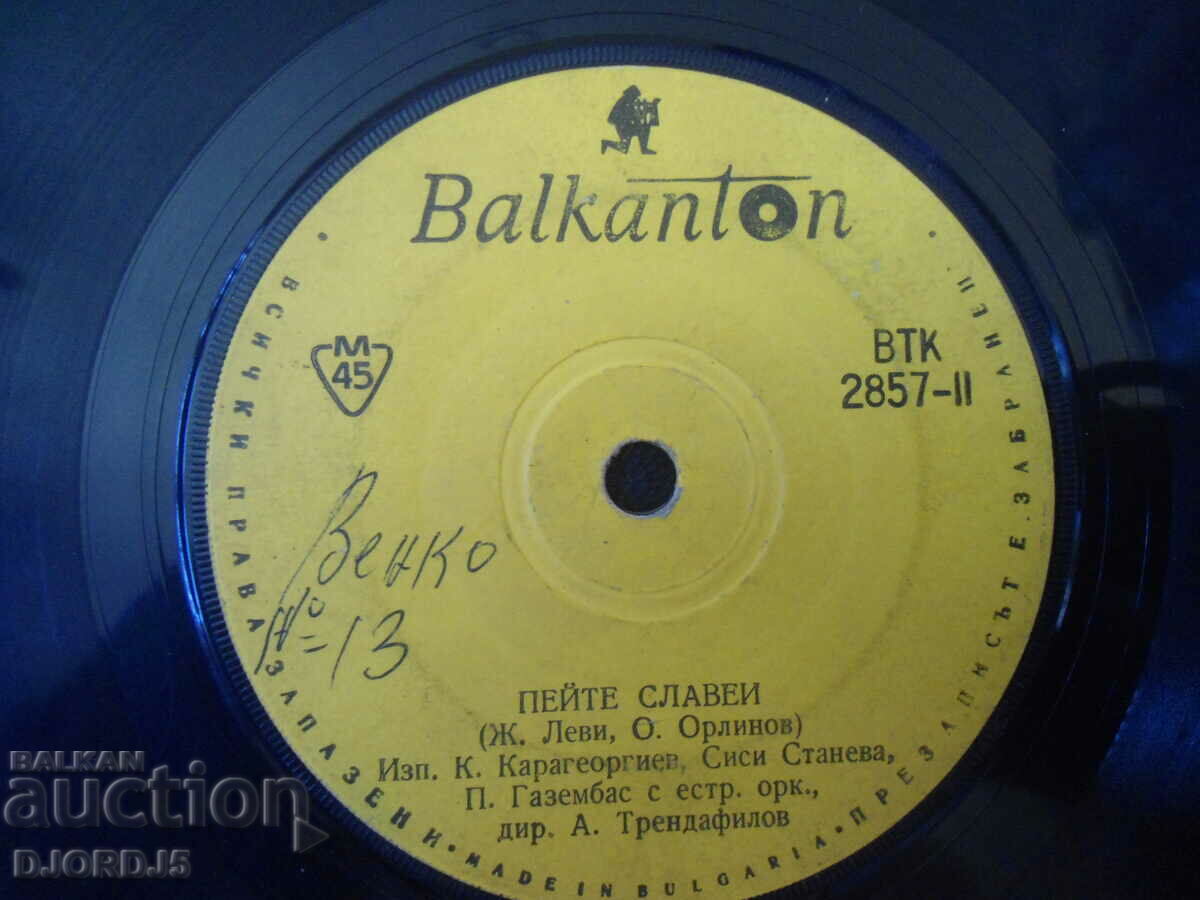 Balkanton
М
45
ВТК
2857-II
Венко
№ 13
ПЕЙТЕ СЛАВЕИ
(Ж. Леви, О. Орлинов)
Изп. К. Карагеоргиев, Сиси Станева,
П. Газембас с естр. орк.,
дир. А. Трендафилов
· ВСИЧКИ ПРАВА ЗАПАЗЕНИ · MADE IN BULGARIA · ПРЕЗАПИСЪТ Е ЗАБРАНЕН ·
BALKAN
auction
DJORDJ5